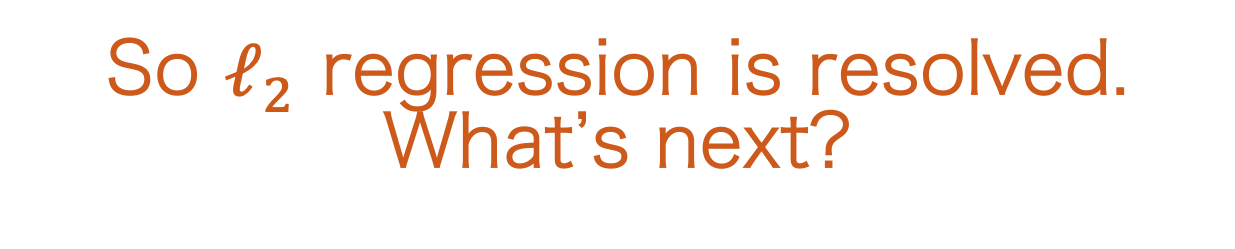 So ℓ₂ regression is resolved.
What’s next?